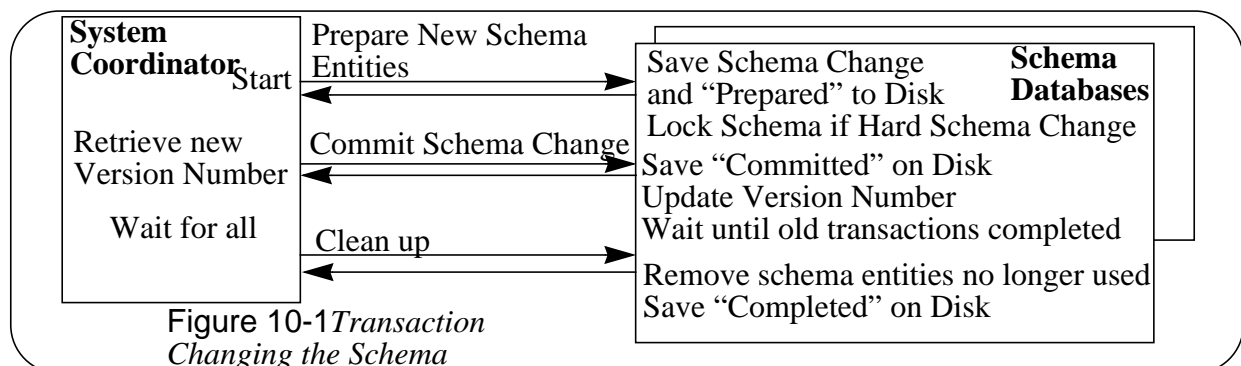 System
Coordinator
Start
Prepare New Schema
Entities
Save Schema Change
and “Prepared” to Disk
Lock Schema if Hard Schema Change
Schema
Databases
Retrieve new
Version Number
Commit Schema Change
Save “Committed” on Disk
Update Version Number
Wait until old transactions completed
Wait for all
Clean up
Remove schema entities no longer used
Save “Completed” on Disk
Figure 10-1Transaction
Changing the Schema